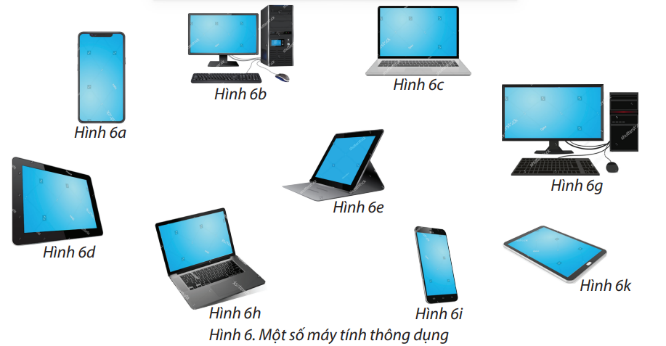 Hình 6a
Hình 6b
Hình 6c
Hình 6d
Hình 6e
Hình 6g
Hình 6h
Hình 6i
Hình 6k
Hình 6. Một số máy tính thông dụng